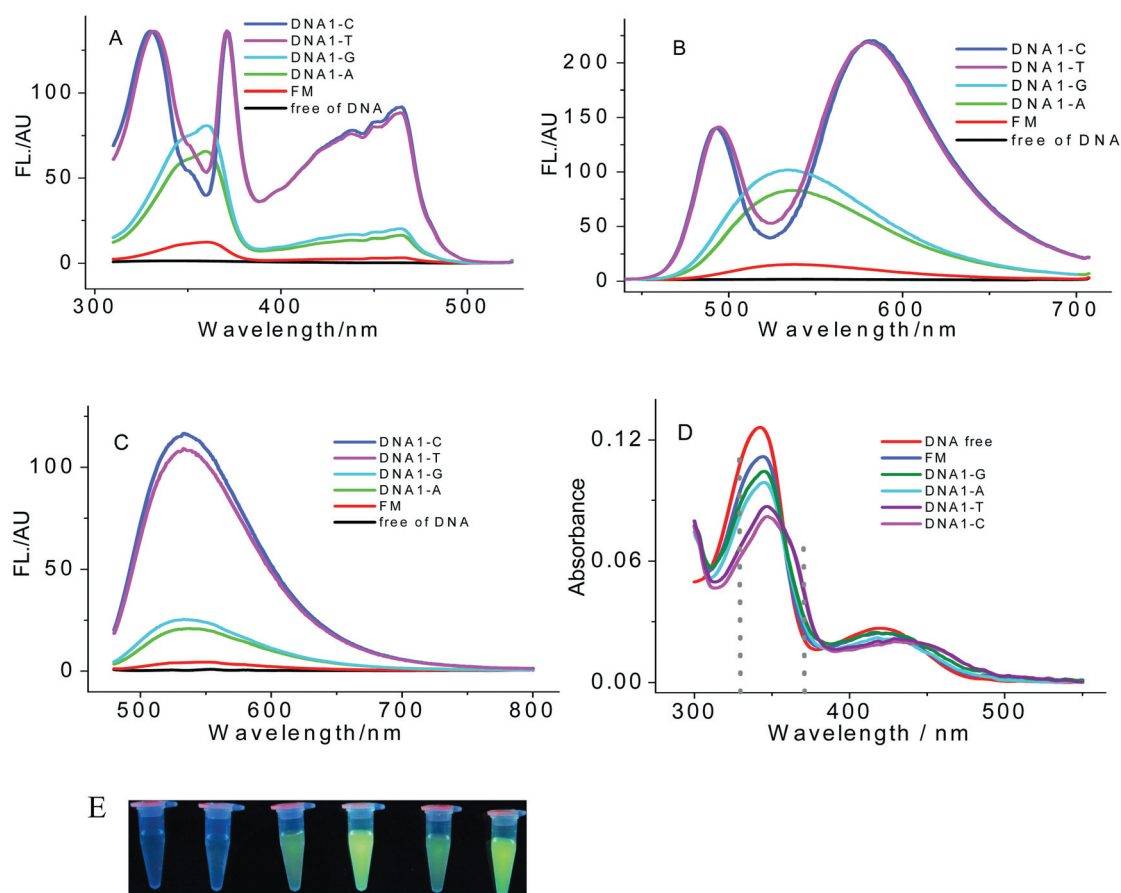 A
DNA1-C
DNA1-T
DNA1-G
DNA1-A
FM
free of DNA
100
50
0
FL./AU
300 400 500
Wavelength/nm
B
DNA1-C
DNA1-T
DNA1-G
DNA1-A
FM
free of DNA
200
150
100
50
0
FL./AU
500 600 700
Wavelength/nm
C
DNA1-C
DNA1-T
DNA1-G
DNA1-A
FM
free of DNA
100
50
0
FL./AU
500 600 700 800
Wavelength/nm
D
DNA free
FM
DNA1-G
DNA1-A
DNA1-T
DNA1-C
0.12
0.06
0.00
Absorbance
300 400 500
Wavelength / nm
E